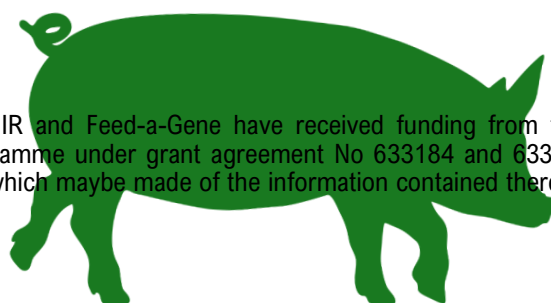 IR and Feed-a-Gene have received funding from
amme under grant agreement No 633184 and 633
which maybe made of the information contained there